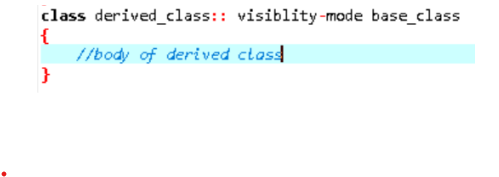 class derived_class:: visiblity-mode base_class
{
//body of derived class
}